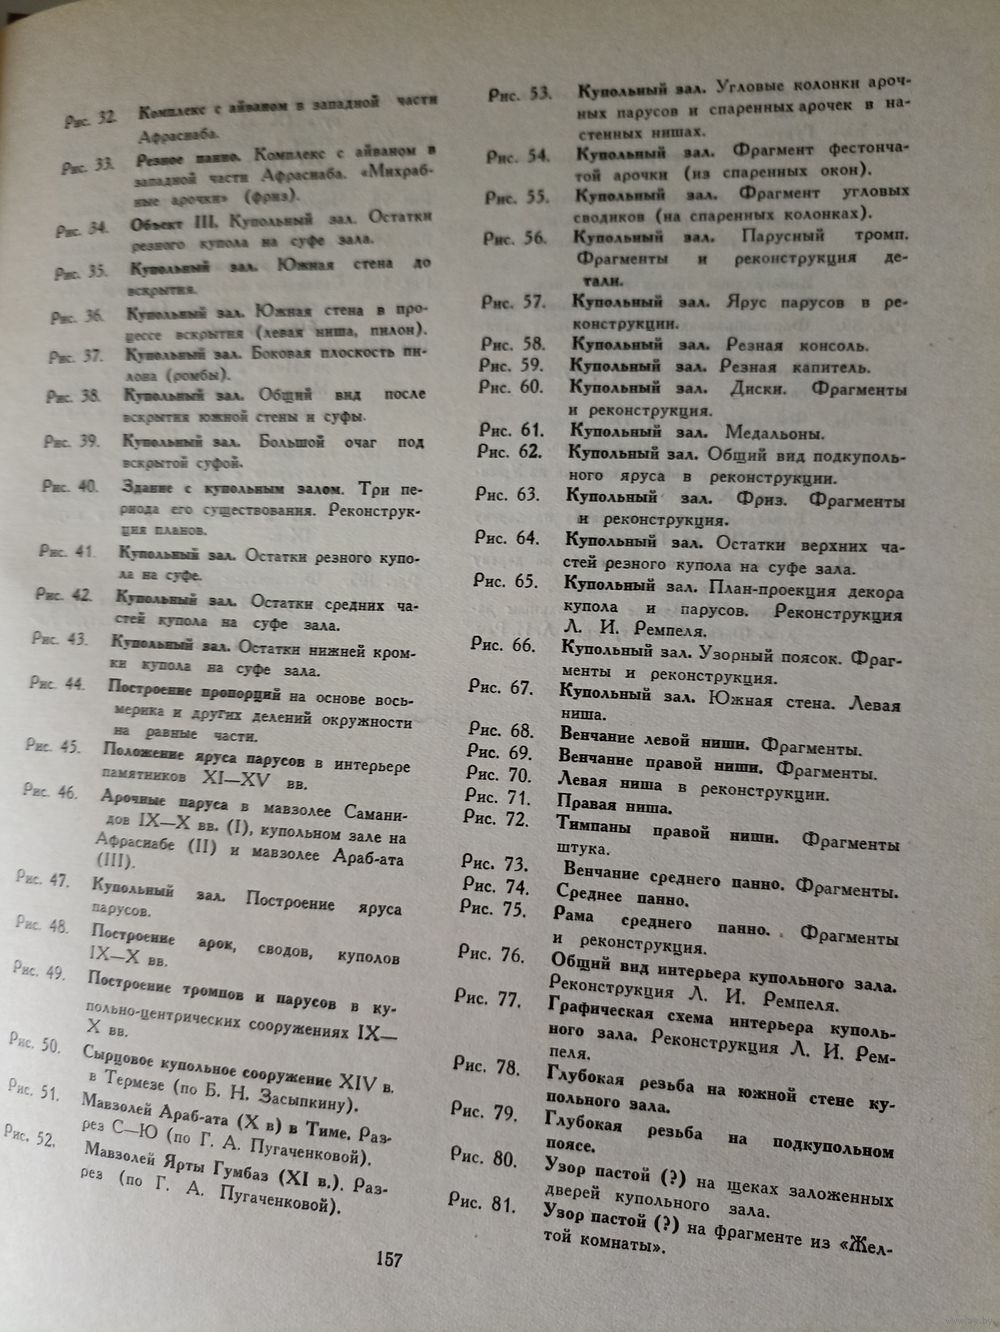 Рис. 32. Комплекс с айваном в западной части
Афрасиаба.
Рис. 33. Резное панно. Комплекс с айваном в
западной части Афрасиаба. «Михраб-
ные арочки» (фриз).
Рис. 34. Объект III. Купольный зал. Остатки
резного купола на суфе зала.
Рис. 35. Купольный зал. Южная стена до
вскрытия.
Рис. 36. Купольный зал. Южная стена в про-
цессе вскрытия (левая ниша, пилон).
Рис. 37. Купольный зал. Боковая плоскость пи-
лона (ромбы).
Рис. 38. Купольный зал. Общий вид после
вскрытия южной стены и суфы.
Рис. 39. Купольный зал. Большой очаг под
вскрытой суфой.
Рис. 40. Здание с купольным залом. Три пе-
риода его существования. Реконструк-
ция планов.
Рис. 41. Купольный зал. Остатки резного купо-
ла на суфе.
Рис. 42. Купольный зал. Остатки средних ча-
стей купола на суфе зала.
Рис. 43. Купольный зал. Остатки нижней кром-
ки купола на суфе зала.
Рис. 44. Построение пропорций на основе вось-
мерика и других делений окружности
на равные части.
Рис. 45. Положение яруса парусов в интерьере
памятников XI—XV вв.
Рис. 46. Арочные паруса в мавзолее Самани-
дов IX—X вв. (I), купольном зале на
Афрасиабе (II) и мавзолее Араб-ата
(III).
Рис. 47. Купольный зал. Построение яруса
парусов.
Рис. 48. Построение арок, сводов, куполов
IX—X вв.
Рис. 49. Построение тромпов и парусов в ку-
польно-центрических сооружениях IX—
X вв.
Рис. 50. Сырцовое купольное сооружение XIV в.
в Термезе (по Б. Н. Засыпкину).
Рис. 51. Мавзолей Араб-ата (X в) в Тиме. Раз-
рез С—Ю (по Г. А. Пугаченковой).
Рис. 52. Мавзолей Ярты Гумбаз (XI в.). Раз-
рез (по Г. А. Пугаченковой).
Рис. 53. Купольный зал. Угловые колонки ароч-
ных парусов и спаренных арочек в на-
стенных нишах.
Рис. 54. Купольный зал. Фрагмент фестонча-
той арочки (из спаренных окон).
Рис. 55. Купольный зал. Фрагмент угловых
сводиков (на спаренных колонках).
Рис. 56. Купольный зал. Парусный тромп.
Фрагменты и реконструкция де-
тали.
Рис. 57. Купольный зал. Ярус парусов в ре-
конструкции.
Рис. 58. Купольный зал. Резная консоль.
Рис. 59. Купольный зал. Резная капитель.
Рис. 60. Купольный зал. Диски. Фрагменты
и реконструкция.
Рис. 61. Купольный зал. Медальоны.
Рис. 62. Купольный зал. Общий вид подкуполь-
ного яруса в реконструкции.
Рис. 63. Купольный зал. Фриз. Фрагменты
и реконструкция.
Рис. 64. Купольный зал. Остатки верхних ча-
стей резного купола на суфе зала.
Рис. 65. Купольный зал. План-проекция декора
купола и парусов. Реконструкция
Л. И. Ремпеля.
Рис. 66. Купольный зал. Узорный поясок. Фраг-
менты и реконструкция.
Рис. 67. Купольный зал. Южная стена. Левая
ниша.
Рис. 68. Венчание левой ниши. Фрагменты.
Рис. 69. Венчание правой ниши. Фрагменты.
Рис. 70. Левая ниша в реконструкции.
Рис. 71. Правая ниша.
Рис. 72. Тимпаны правой ниши. Фрагменты
штука.
Рис. 73. Венчание среднего панно. Фрагменты.
Рис. 74. Среднее панно.
Рис. 75. Рама среднего панно. Фрагменты
и реконструкция.
Рис. 76. Общий вид интерьера купольного зала.
Реконструкция Л. И. Ремпеля.
Рис. 77. Графическая схема интерьера куполь-
ного зала. Реконструкция Л. И. Рем-
пеля.
Рис. 78. Глубокая резьба на южной стене ку-
польного зала.
Рис. 79. Глубокая резьба на подкупольном
поясе.
Рис. 80. Узор пастой (?) на щеках заложенных
дверей купольного зала.
Рис. 81. Узор пастой (?) на фрагменте из «Жел-
той комнаты».
157